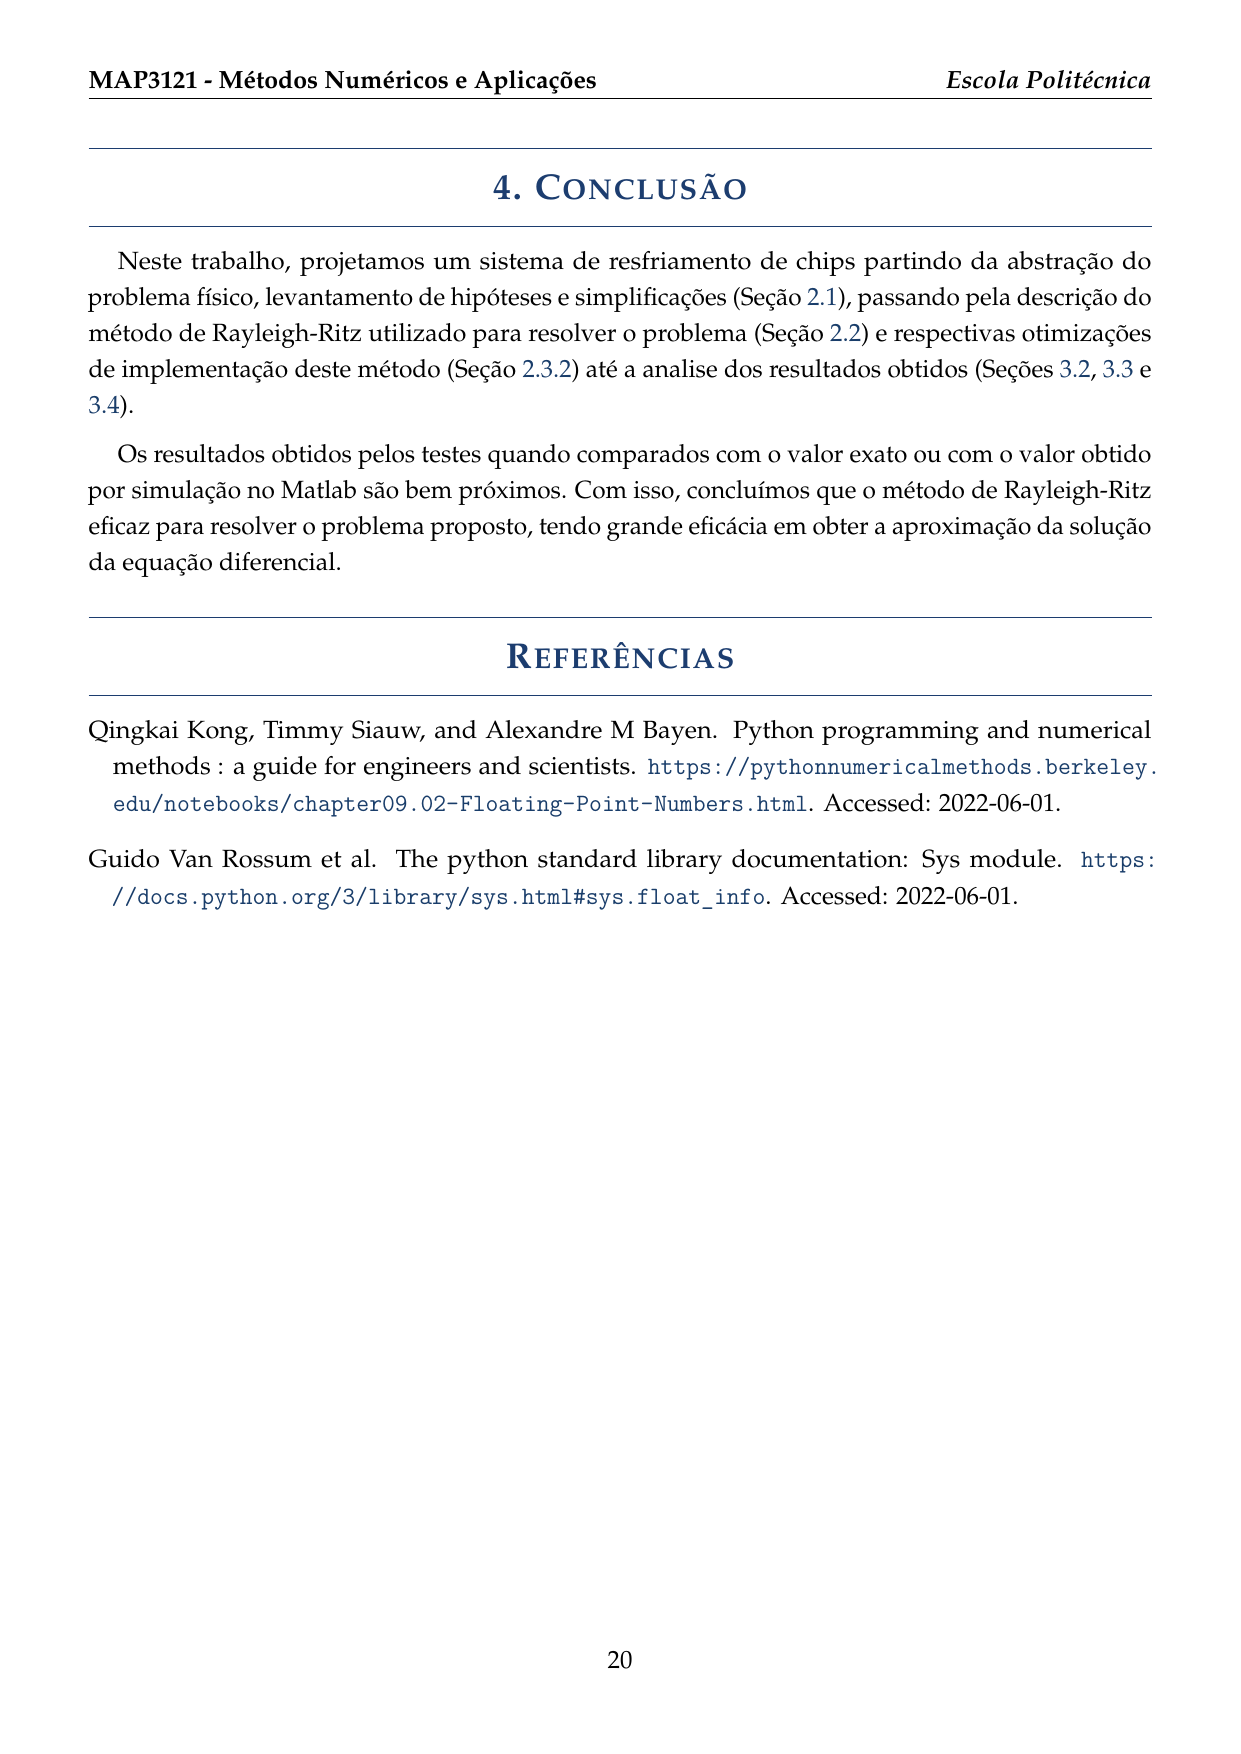 MAP3121 - Métodos Numéricos e Aplicações Escola Politécnica
4. CONCLUSÃO
Neste trabalho, projetamos um sistema de resfriamento de chips partindo da abstração do
problema físico, levantamento de hipóteses e simplificações (Seção 2.1), passando pela descrição do
método de Rayleigh-Ritz utilizado para resolver o problema (Seção 2.2) e respectivas otimizações
de implementação deste método (Seção 2.3.2) até a analise dos resultados obtidos (Seções 3.2, 3.3 e
3.4).
Os resultados obtidos pelos testes quando comparados com o valor exato ou com o valor obtido
por simulação no Matlab são bem próximos. Com isso, concluímos que o método de Rayleigh-Ritz
eficaz para resolver o problema proposto, tendo grande eficácia em obter a aproximação da solução
da equação diferencial.
REFERÊNCIAS
Qingkai Kong, Timmy Siauw, and Alexandre M Bayen. Python programming and numerical
methods : a guide for engineers and scientists. https://pythonnumericalmethods.berkeley.
edu/notebooks/chapter09.02-Floating-Point-Numbers.html. Accessed: 2022-06-01.
Guido Van Rossum et al. The python standard library documentation: Sys module. https:
//docs.python.org/3/library/sys.html#sys.float_info. Accessed: 2022-06-01.
20